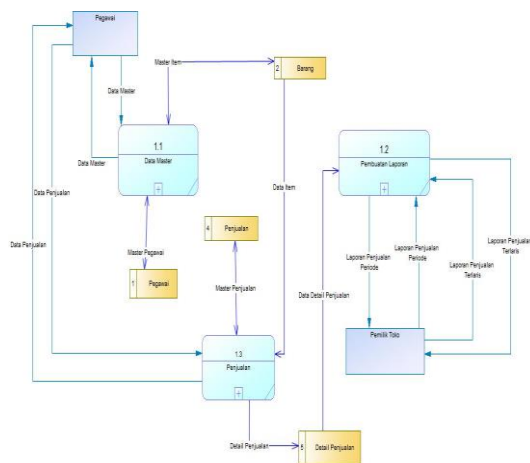 Pegawai
Master Item
2
Barang
Data Master
1.1
Data Master
Data Master
1.2
Pembuatan Laporan
Data Penjualan
Data Penjualan
Data Item
4
Penjualan
Master Pegawai
1
Pegawai
Master Penjualan
Data Detail Penjualan
Laporan Penjualan
Periode
Laporan Penjualan
Periode
Laporan Penjualan
Terlaris
Laporan Penjualan
Terlaris
Pemilik Toko
1.3
Penjualan
Detail Penjualan
5
Detail Penjualan